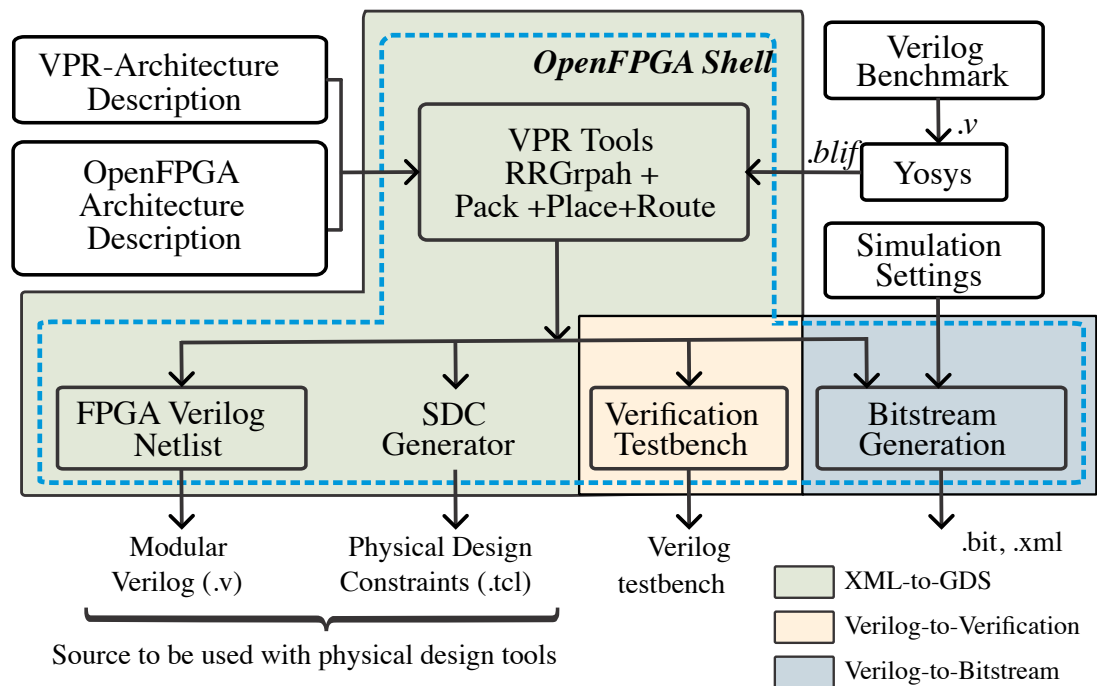 VPR-Architecture
Description
OpenFPGA
Architecture
Description
OpenFPGA Shell
VPR Tools
RRGrpah +
Pack +Place+Route
Verilog
Benchmark
.v
.blif
Yosys
Simulation
Settings
FPGA Verilog
Netlist
SDC
Generator
Verification
Testbench
Bitstream
Generation
Modular
Verilog (.v)
Physical Design
Constraints (.tcl)
Verilog
testbench
.bit, .xml
Source to be used with physical design tools
XML-to-GDS
Verilog-to-Verification
Verilog-to-Bitstream